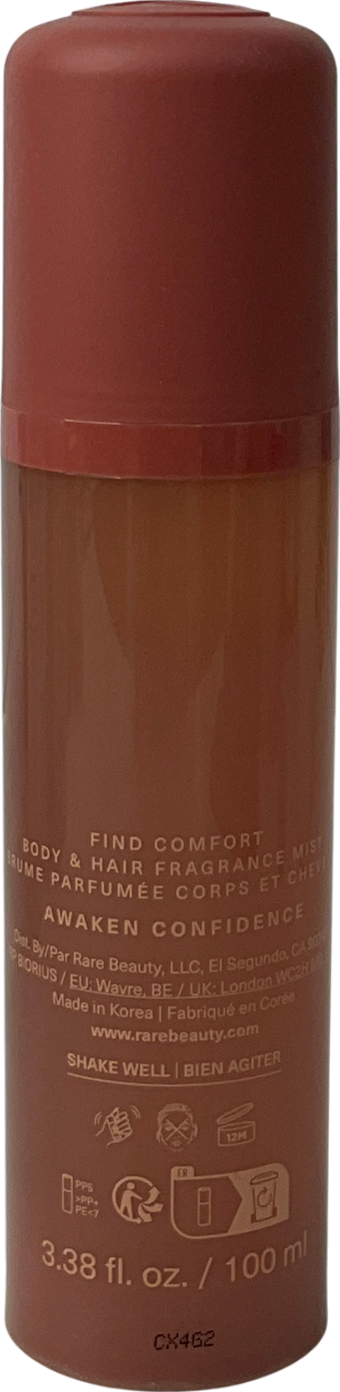 FIND COMFORT
BODY & HAIR FRAGRANCE MIST
BRUME PARFUMÉE CORPS ET
AWAKEN CONFIDENCE
Dist. By/Par Rare Beauty, LLC, El Segundo, CA
BIORIUS / EU: Wavre, BE / UK: London WC2H
Made in Korea | Fabriqué en Corée
www.rarebeauty.com
SHAKE WELL | BIEN AGITER
12M
FR
PP5
>PP+
PE<7
3.38 fl. oz. / 100 ml
CX462